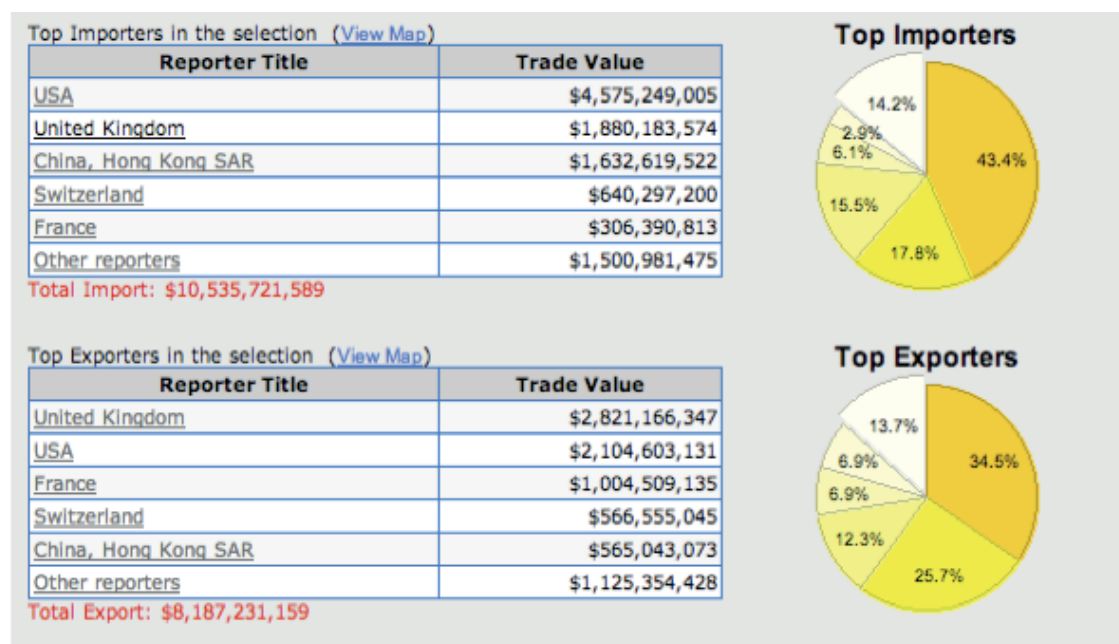 Top Importers in the selection (View Map)
Reporter Title Trade Value
USA $4,575,249,005
United Kingdom $1,880,183,574
China, Hong Kong SAR $1,632,619,522
Switzerland $640,297,200
France $306,390,813
Other reporters $1,500,981,475
Total Import: $10,535,721,589
Top Importers
14.2%
2.9%
6.1%
43.4%
15.5%
17.8%
Top Exporters in the selection (View Map)
Reporter Title Trade Value
United Kingdom $2,821,166,347
USA $2,104,603,131
France $1,004,509,135
Switzerland $566,555,045
China, Hong Kong SAR $565,043,073
Other reporters $1,125,354,428
Total Export: $8,187,231,159
Top Exporters
13.7%
6.9%
34.5%
6.9%
12.3%
25.7%